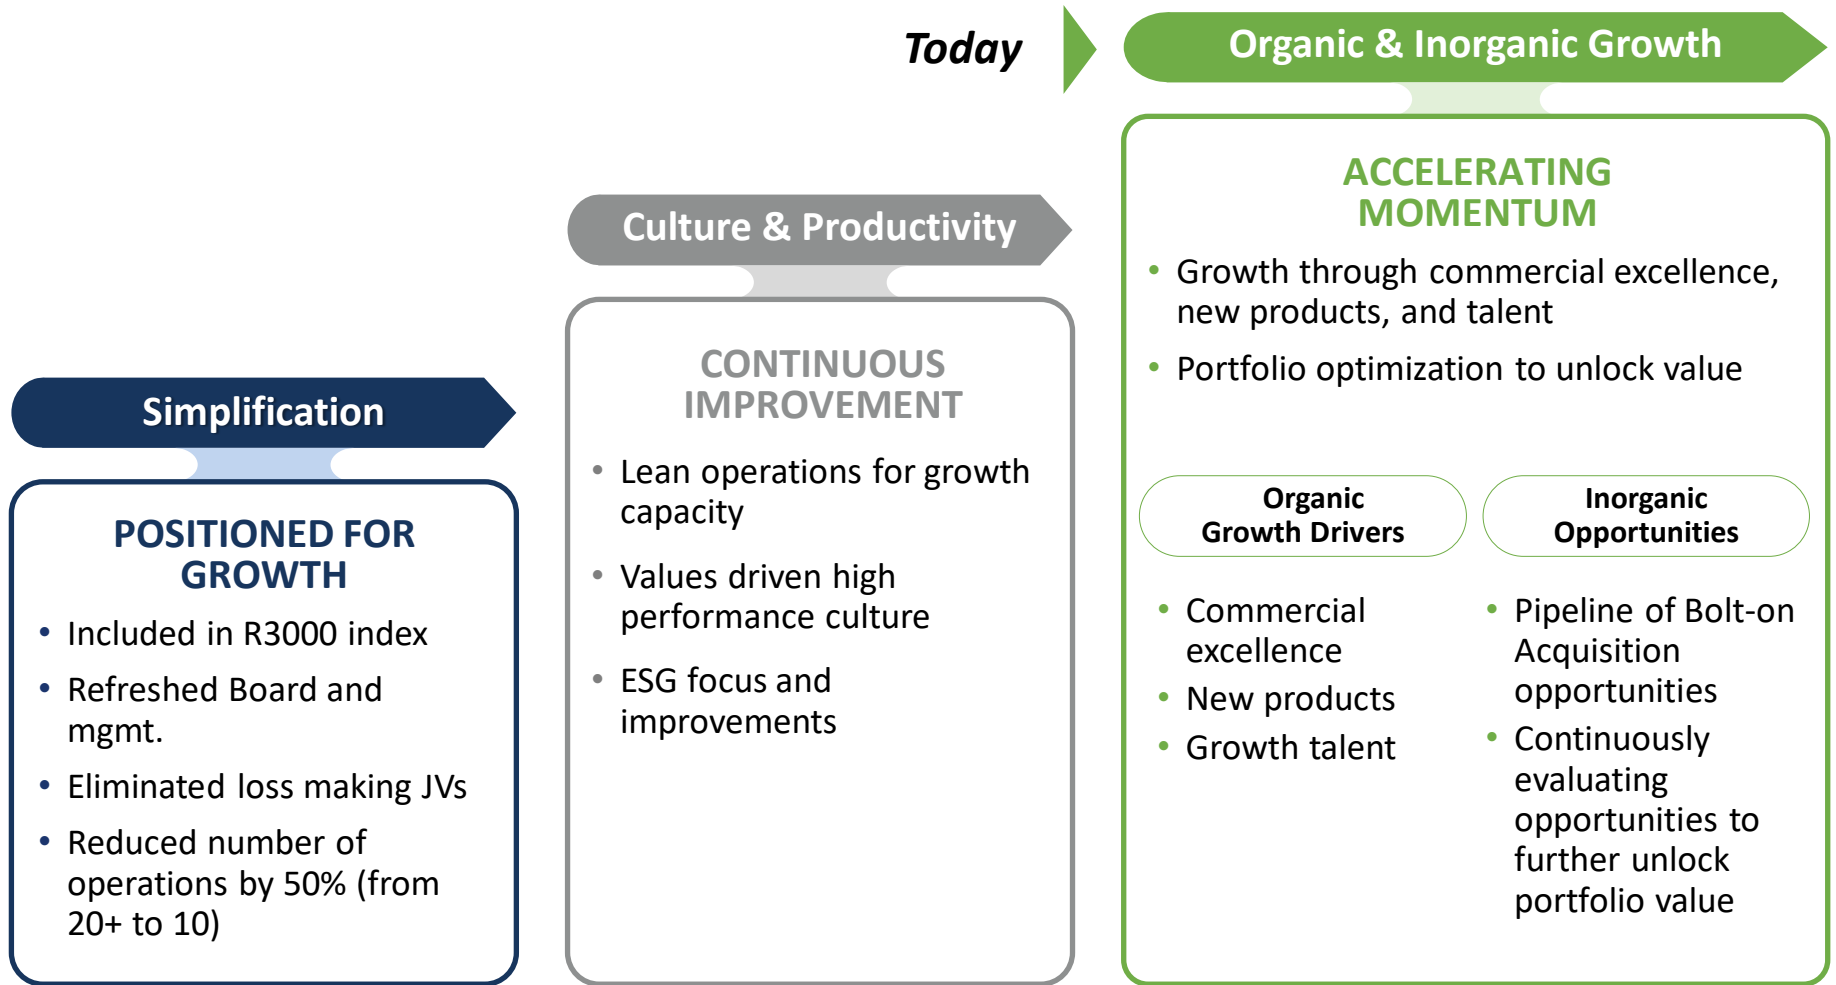 Today
Organic & Inorganic Growth
Culture & Productivity
Simplification
POSITIONED FOR
GROWTH
• Included in R3000 index
• Refreshed Board and
mgmt.
• Eliminated loss making JVs
• Reduced number of
operations by 50% (from
20+ to 10)
CONTINUOUS
IMPROVEMENT
• Lean operations for growth
capacity
• Values driven high
performance culture
• ESG focus and
improvements
ACCELERATING
MOMENTUM
• Growth through commercial excellence,
new products, and talent
• Portfolio optimization to unlock value
Organic
Growth Drivers
• Commercial
excellence
• New products
• Growth talent
Inorganic
Opportunities
• Pipeline of Bolt-on
Acquisition
opportunities
• Continuously
evaluating
opportunities to
further unlock
portfolio value